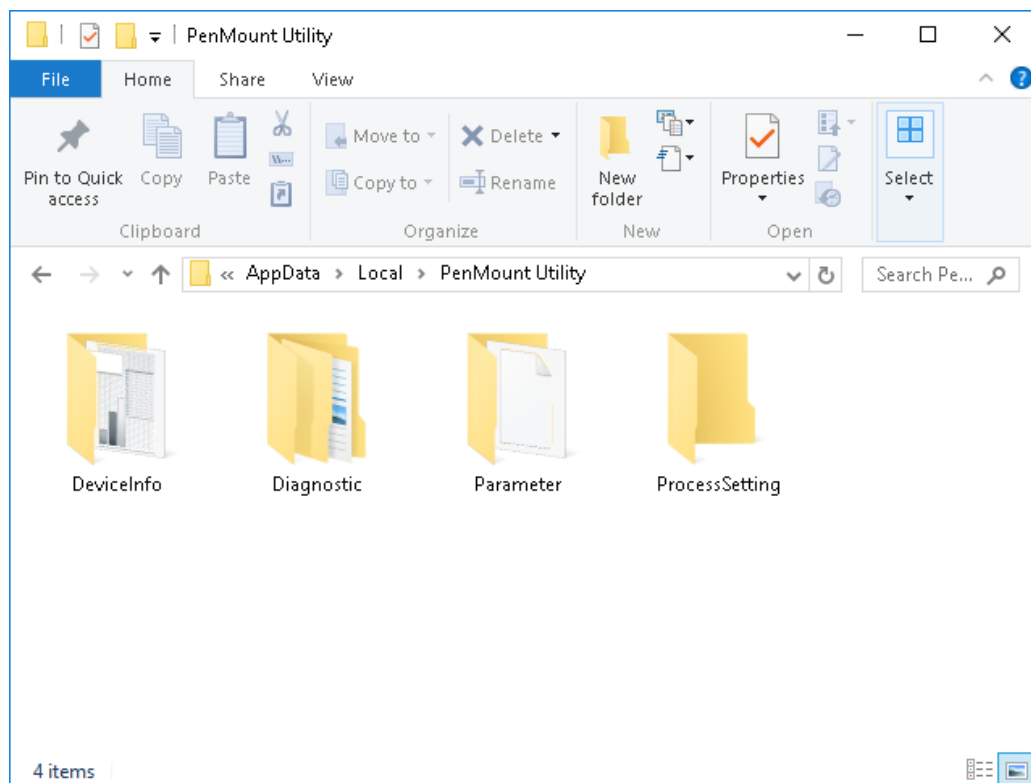 PenMount Utility
File Home Share View
Pin to Quick access
Copy
Paste
Clipboard
Move to
Copy to
Delete
Rename
Organize
New folder
New
Properties
Open
Select
« AppData › Local › PenMount Utility
Search Pe...
DeviceInfo Diagnostic Parameter ProcessSetting
4 items